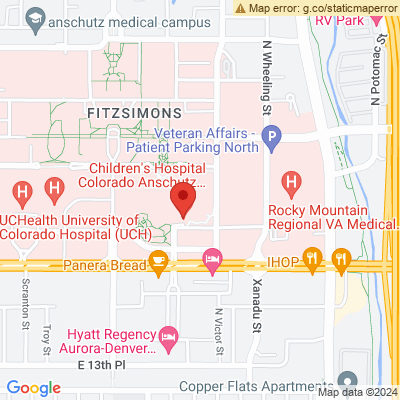 Map error: g.co/staticmaperror
anschutz medical campus
RV Park
N Potomac St
N Wheeling St
FITZSIMONS
Veteran Affairs -
Patient Parking North
Children's Hospital
Colorado Anschutz...
UCHealth University of
Colorado Hospital (UCH)
Rocky Mountain
Regional VA Medical...
Panera Bread
IHOP
Scranton St
Troy St
Hyatt Regency
Aurora-Denver...
N Victor St
Xanadu St
E 13th Pl
Copper Flats Apartments
Google
Map data ©2024